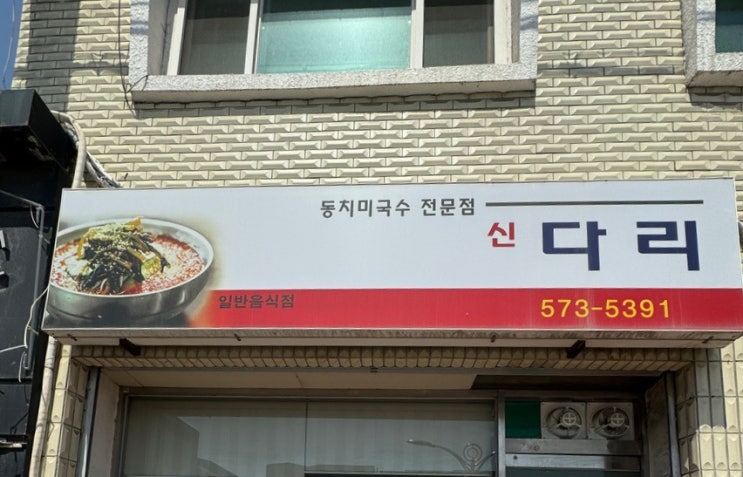 동치미국수 전문점
신 다리
일반음식점
573-5391